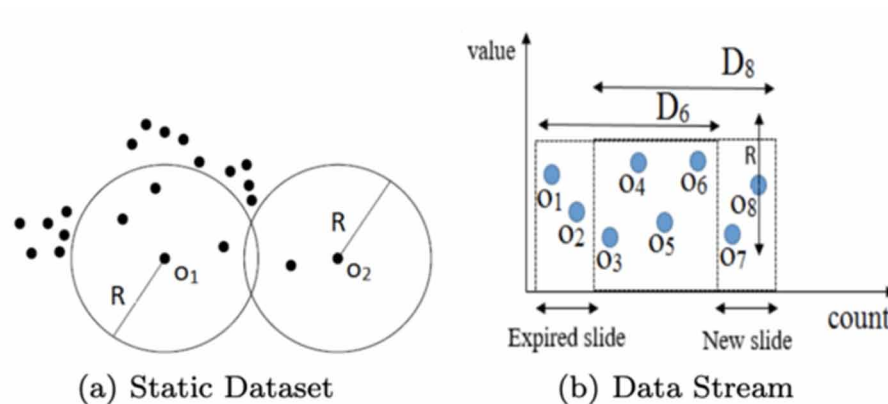 R
O₁
R
O₂
(a) Static Dataset
value
D₈
D₆
R
O₁
O₂
O₃
O₄
O₅
O₆
O₇
O₈
count
Expired slide
New slide
(b) Data Stream